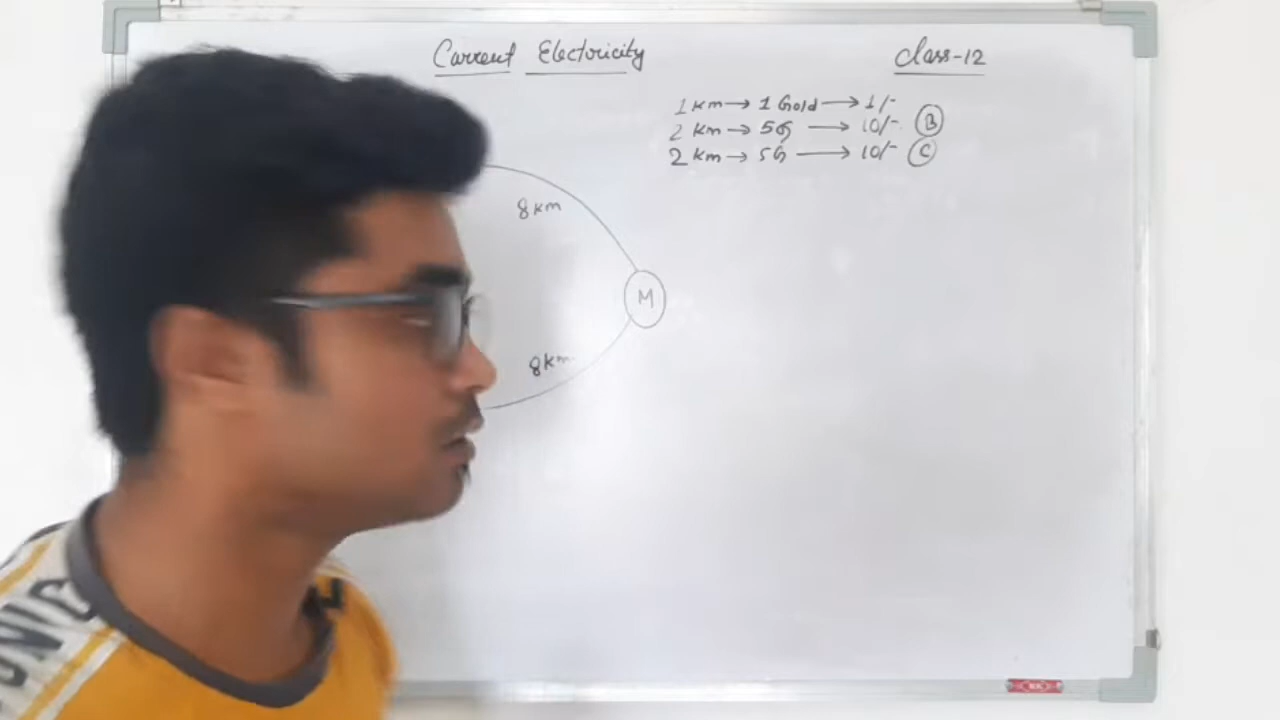 Current Electricity
Class-12
1 km → 1 Gold → 1/-
2 km → 5G → 10/- B
2 km → 5G → 10/- C
8 km
M
8 km